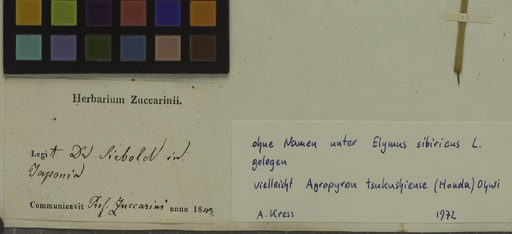 Herbarium Zuccarinii.
Legit Dr Siebold in
Japonia
Communicavit Prof. Zuccarini anno 1843.
ohne Namen unter Elymus sibiricus L.
gelegen
vielleicht Agropyron tsukushiense (Honda) Ohwi
A. Kress 1972